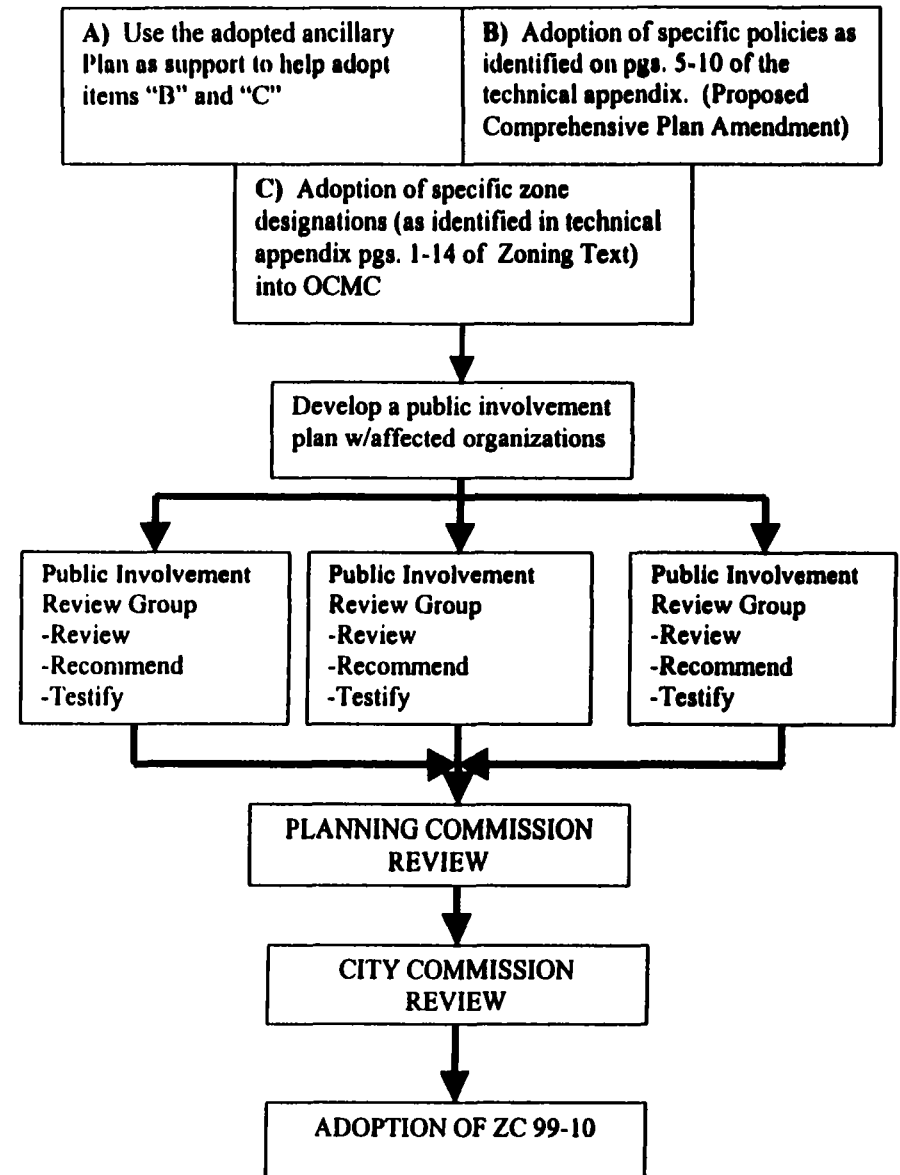 A) Use the adopted ancillary
Plan as support to help adopt
items “B” and “C”
B) Adoption of specific policies as
identified on pgs. 5-10 of the
technical appendix. (Proposed
Comprehensive Plan Amendment)
C) Adoption of specific zone
designations (as identified in technical
appendix pgs. 1-14 of Zoning Text)
into OCMC
Develop a public involvement
plan w/affected organizations
Public Involvement
Review Group
-Review
-Recommend
-Testify
Public Involvement
Review Group
-Review
-Recommend
-Testify
Public Involvement
Review Group
-Review
-Recommend
-Testify
PLANNING COMMISSION
REVIEW
CITY COMMISSION
REVIEW
ADOPTION OF ZC 99-10